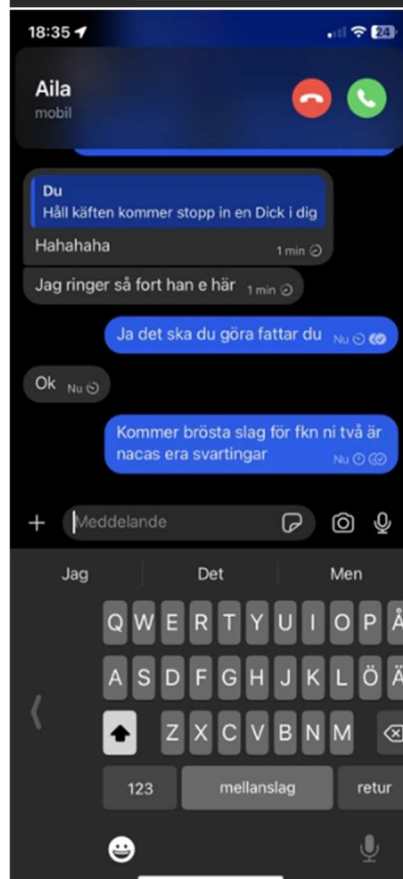 18:35
24
Aila
mobil
Du
Håll käften kommer stopp in en Dick i dig
Hahahaha
1 min
Jag ringer så fort han e här 1 min
Ja det ska du göra fattar du Nu
Ok Nu
Kommer brösta slag för fkn ni två är
nacas era svartingar
Nu
Meddelande
Jag Det Men
Q W E R T Y U I O P Å
A S D F G H J K L Ö Ä
Z X C V B N M
123 mellanslag retur